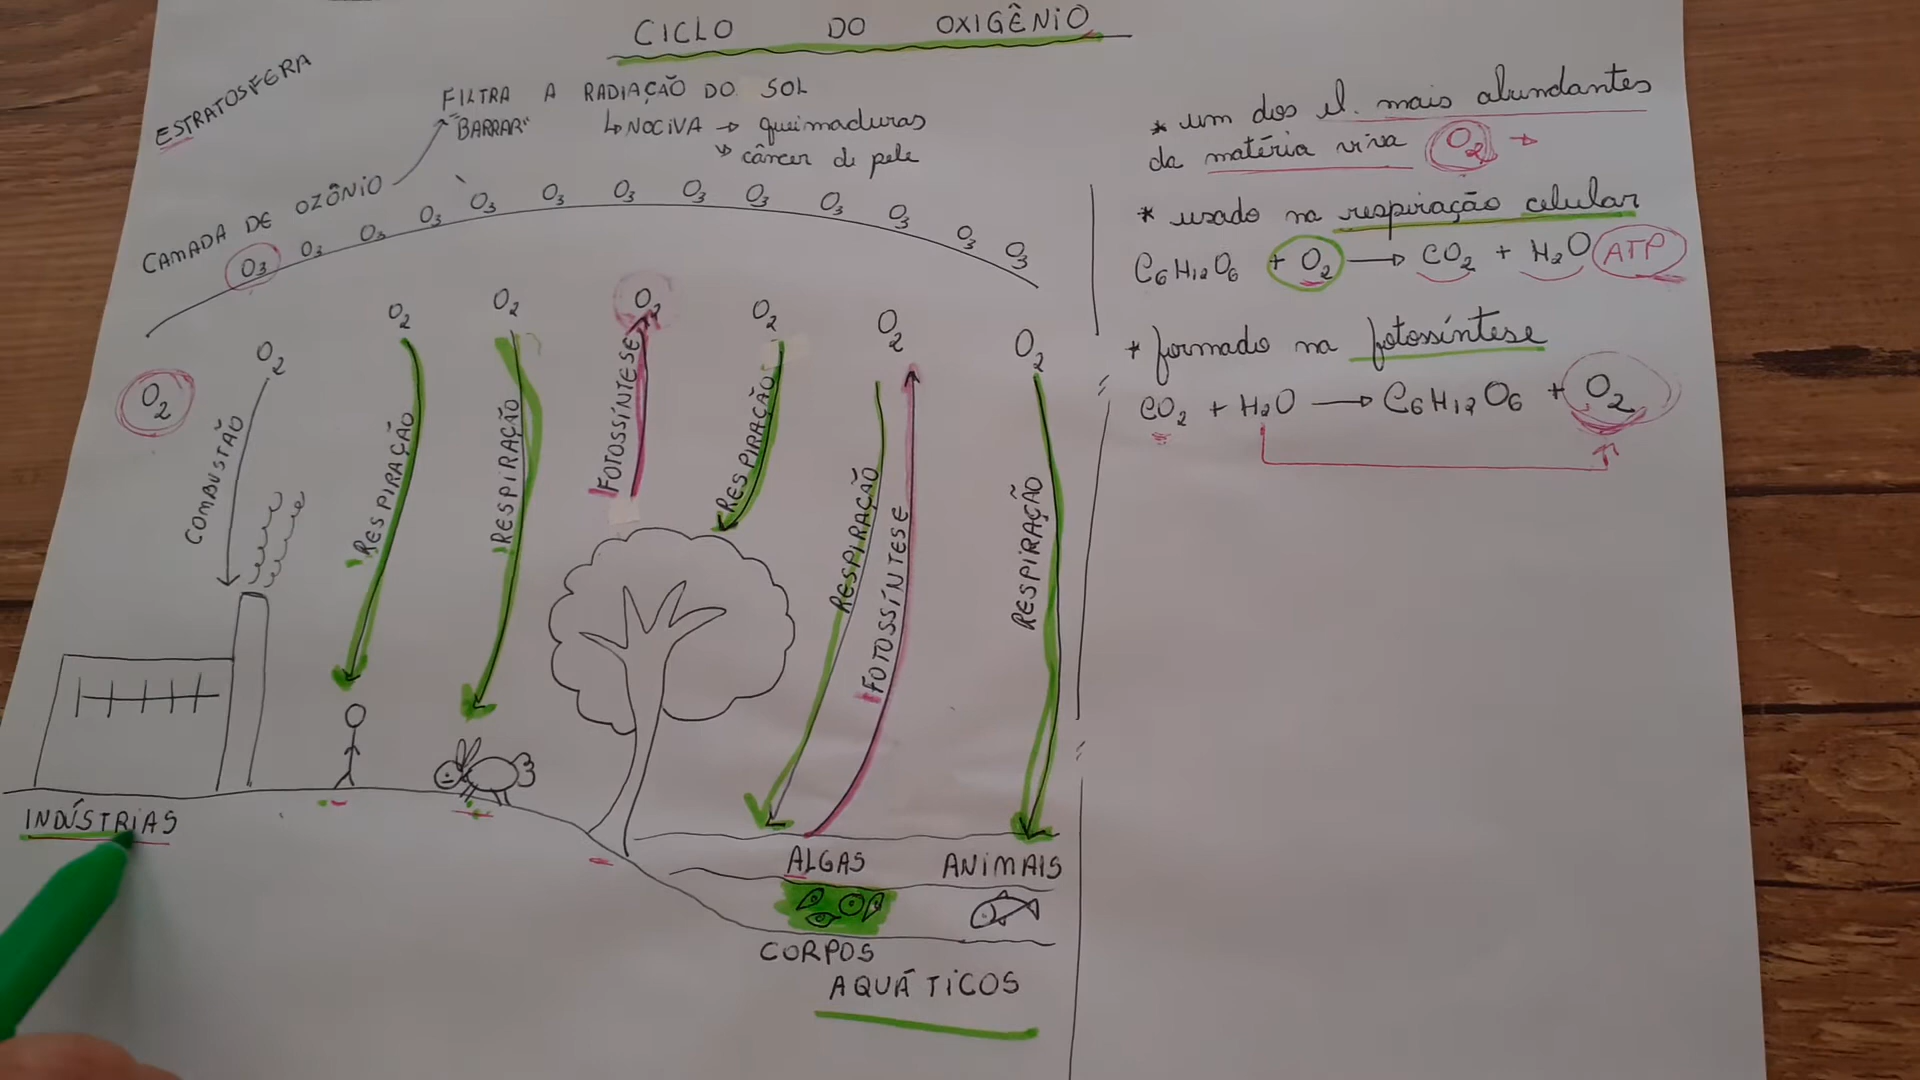 CICLO DO OXIGÊNIO
ESTRATOSFERA
FILTRA A RADIAÇÃO DO SOL
"BARRAR" ↳ NOCIVA → queimaduras
↘ câncer de pele
CAMADA DE OZÔNIO
O3 O3 O3 O3 O3 O3 O3 O3 O3 O3 O3 O3 O3
O2 O2 O2 O2 O2 O2 O2
O2
COMBUSTÃO
RESPIRAÇÃO
RESPIRAÇÃO
FOTOSSÍNTESE
RESPIRAÇÃO
RESPIRAÇÃO
FOTOSSÍNTESE
RESPIRAÇÃO
INDÚSTRIAS
ALGAS ANIMAIS
CORPOS
AQUÁTICOS
* um dos el. mais abundantes
da matéria viva O2 →
* usado na respiração celular
C6H12O6 + O2 → CO2 + H2O ATP
* formado na fotossíntese
CO2 + H2O → C6H12O6 + O2